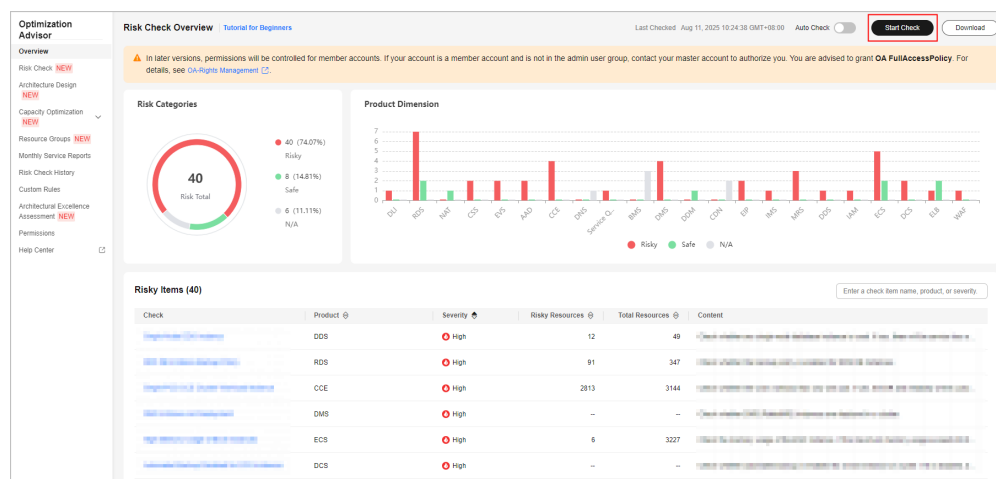 Optimization
Advisor
Overview
Risk Check NEW
Architecture Design
NEW
Capacity Optimization
NEW
Resource Groups NEW
Monthly Service Reports
Risk Check History
Custom Rules
Architectural Excellence
Assessment NEW
Permissions
Help Center
Risk Check Overview Tutorial for Beginners
Last Checked Aug 11, 2025 10:24:38 GMT+08:00 Auto Check Start Check Download
In later versions, permissions will be controlled for member accounts. If your account is a member account and is not in the admin user group, contact your master account to authorize you. You are advised to grant OA FullAccessPolicy. For
details, see OA-Rights Management
Risk Categories
40
Risk Total
40 (74.07%)
Risky
8 (14.81%)
Safe
6 (11.11%)
N/A
Product Dimension
7
6
5
4
3
2
1
0
DLI RDS NAT CSS EVS AAD CCE DNS Service Q... BMS DMS DDM CDN EIP IMS MRS DDS IAM ECS DCS ELB WAF
Risky Safe N/A
Risky Items (40)
Enter a check item name, product, or severity.
Check Product Severity Risky Resources Total Resources Content
DDS High 12 49
RDS High 91 347
CCE High 2813 3144
DMS High -- --
ECS High 6 3227
DCS High -- --